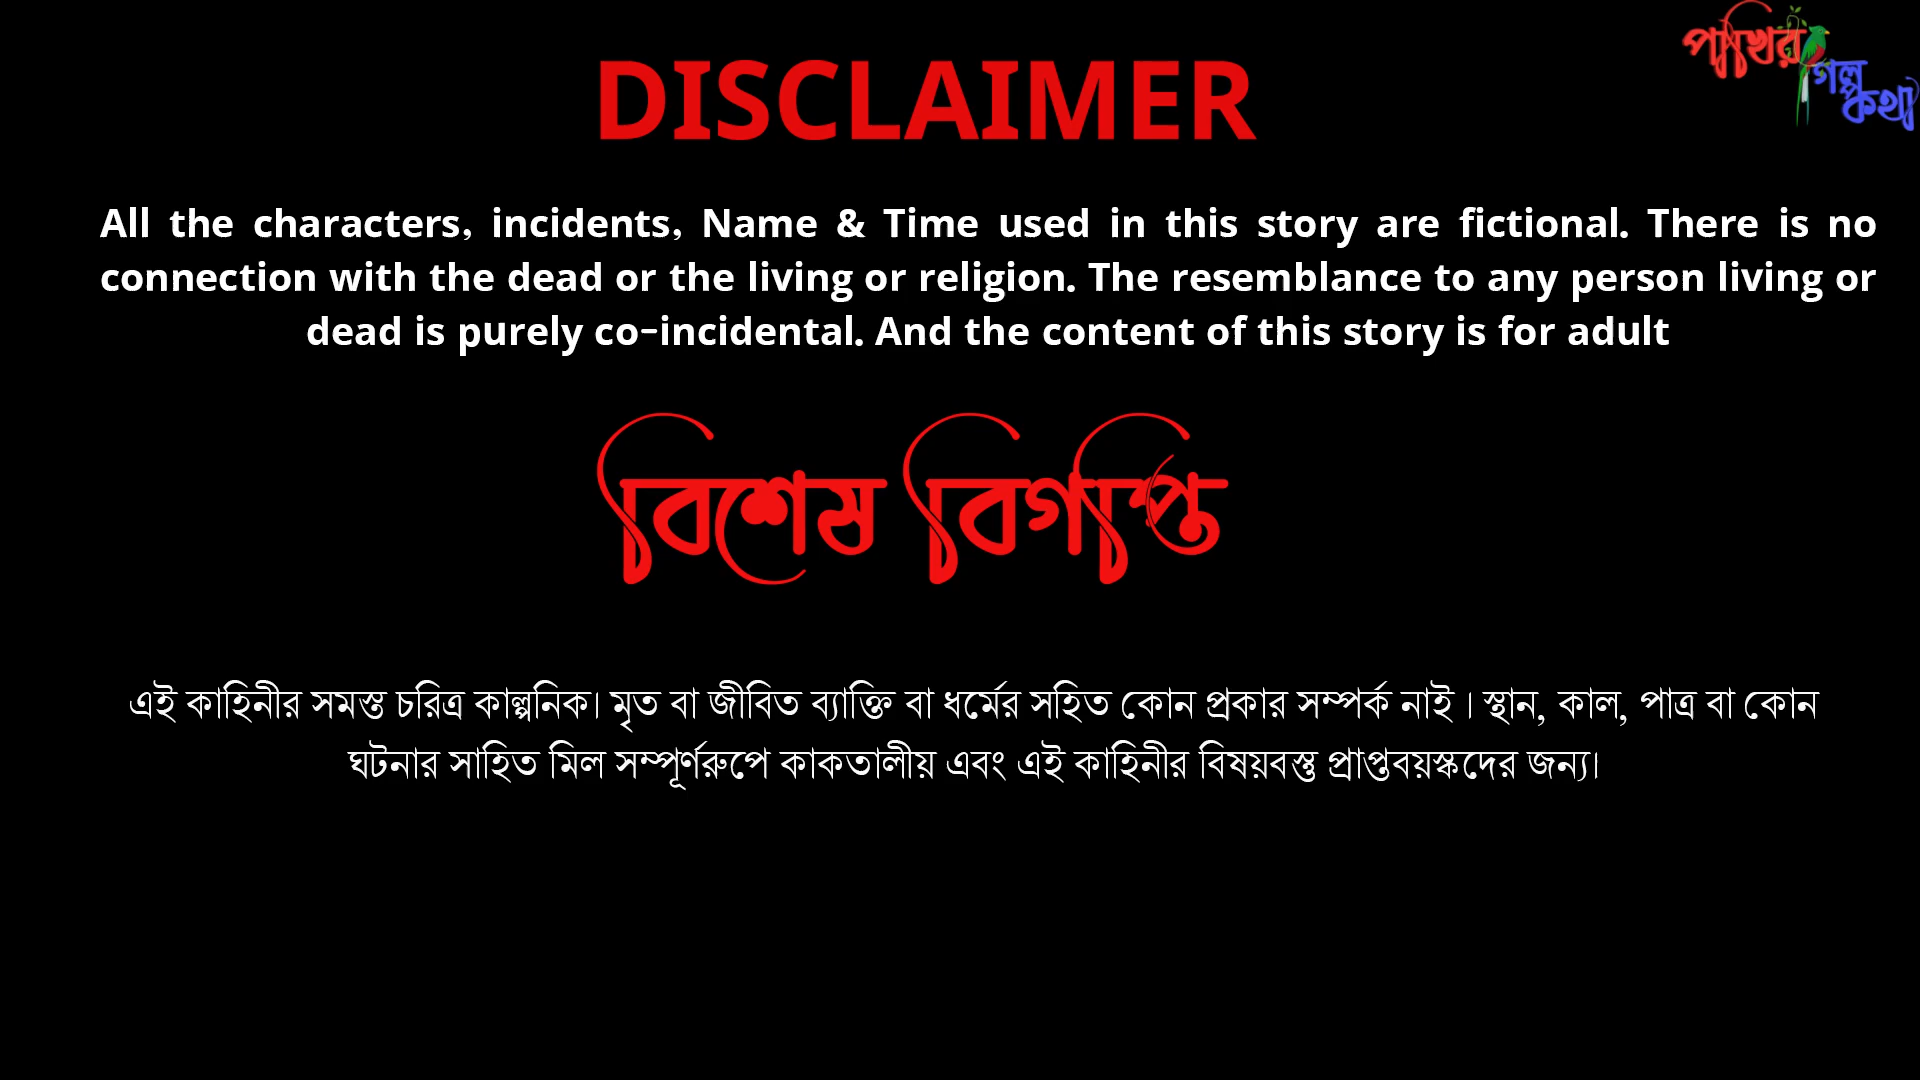 পাখির
গল্প
কথা
DISCLAIMER
All the characters, incidents, Name & Time used in this story are fictional. There is no
connection with the dead or the living or religion. The resemblance to any person living or
dead is purely co-incidental. And the content of this story is for adult
বিশেষ বিগপ্তি
এই কাহিনীর সমস্ত চরিত্র কাল্পনিক। মৃত বা জীবিত ব্যাক্তি বা ধর্মের সহিত কোন প্রকার সম্পর্ক নাই । স্থান, কাল, পাত্র বা কোন
ঘটনার সাহিত মিল সম্পূর্ণরুপে কাকতালীয় এবং এই কাহিনীর বিষয়বস্তু প্রাপ্তবয়স্কদের জন্য।